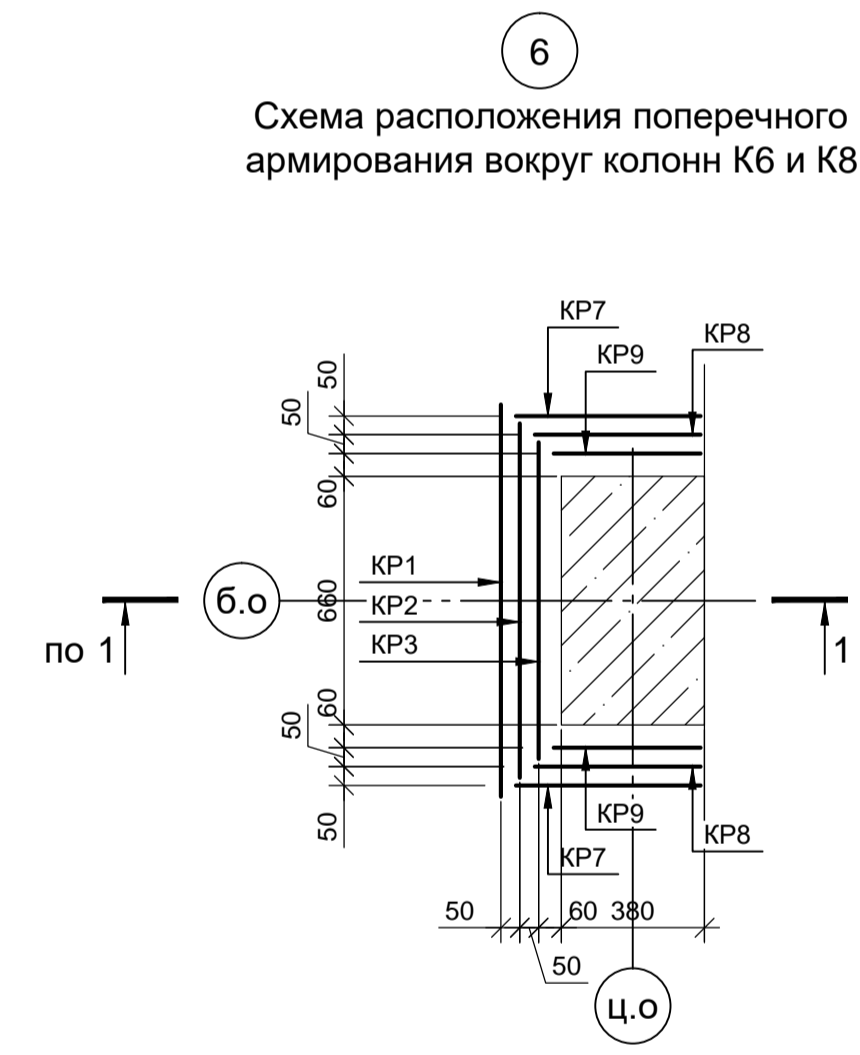 6
Схема расположения поперечного
армирования вокруг колонн К6 и К8
КР7
КР8
КР9
50
50
60
КР1
б.о
660
КР2
КР3
по 1
1
60
50
50
КР9
КР8
КР7
50
60 380
50
ц.о